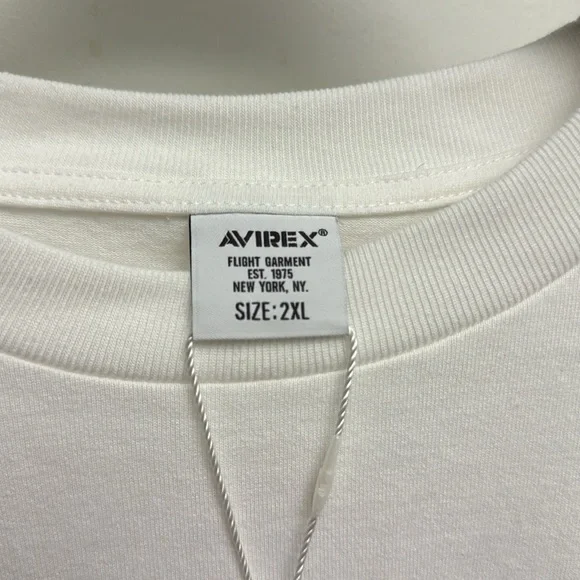 AVIREX®
FLIGHT GARMENT
EST. 1975
NEW YORK, NY.
SIZE:2XL